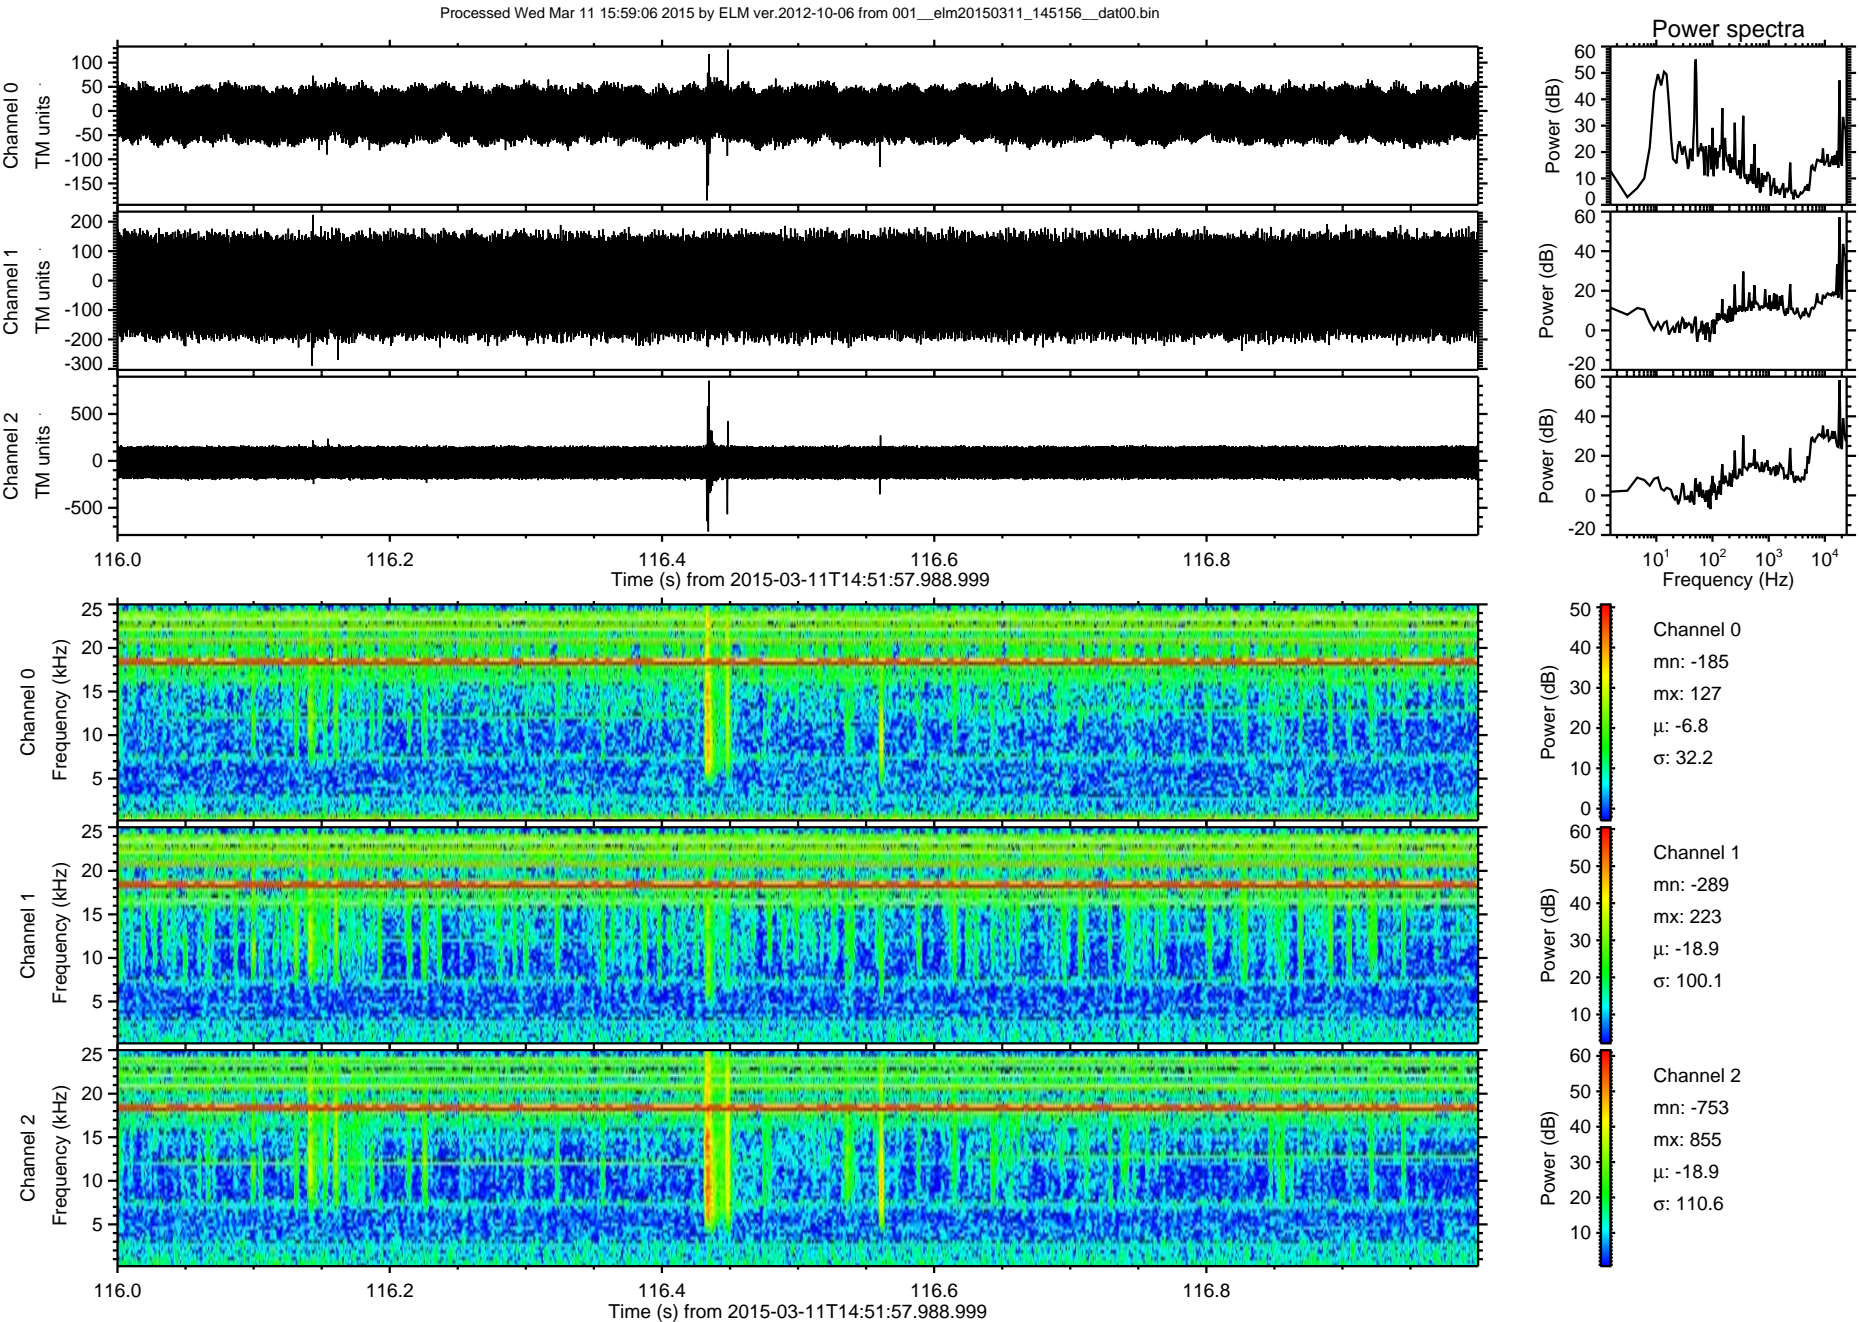 Processed Wed Mar 11 15:59:06 2015 by ELM ver.2012-10-06 from 001__elm20150311_145156__dat00.bin
Power spectra
Channel 0
TM units
100
50
0
-50
-100
-150
Power (dB)
60
50
40
30
20
10
0
Channel 1
TM units
200
100
0
-100
-200
-300
Power (dB)
60
40
20
0
-20
Channel 2
TM units
500
0
-500
Power (dB)
60
40
20
0
-20
116.0 116.2 116.4 116.6 116.8
Time (s) from 2015-03-11T14:51:57.988.999
10^1 10^2 10^3 10^4
Frequency (Hz)
Channel 0
Frequency (kHz)
25
20
15
10
5
Power (dB)
50
40
30
20
10
0
Channel 0
mn: -185
mx: 127
μ: -6.8
σ: 32.2
Channel 1
Frequency (kHz)
25
20
15
10
5
Power (dB)
60
50
40
30
20
10
Channel 1
mn: -289
mx: 223
μ: -18.9
σ: 100.1
Channel 2
Frequency (kHz)
25
20
15
10
5
Power (dB)
60
50
40
30
20
10
Channel 2
mn: -753
mx: 855
μ: -18.9
σ: 110.6
116.0 116.2 116.4 116.6 116.8
Time (s) from 2015-03-11T14:51:57.988.999